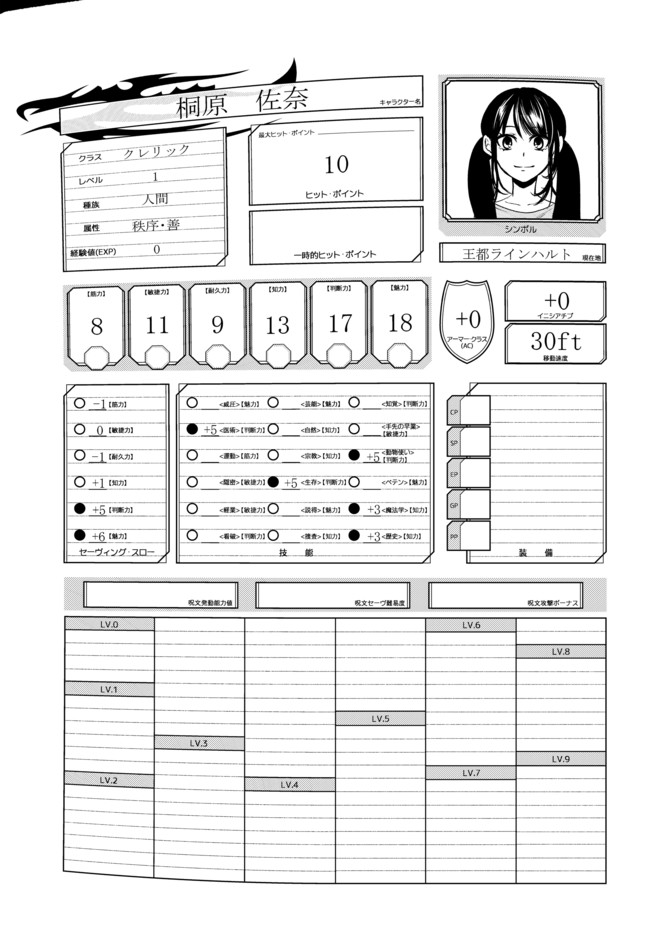 桐原 佐奈
キャラクター名
クラス クレリック
レベル 1
種族 人間
属性 秩序・善
経験値(EXP) 0
最大ヒット・ポイント
10
ヒット・ポイント
一時的ヒット・ポイント
シンボル
王都ラインハルト 現在地
【筋力】 【敏捷力】 【耐久力】 【知力】 【判断力】 【魅力】
8 11 9 13 17 18
+0
アーマー・クラス
(AC)
+0
イニシアチブ
30ft
移動速度
-1【筋力】
0【敏捷力】
-1【耐久力】
+1【知力】
+5【判断力】
+6【魅力】
セーヴィング・スロー
<威圧>【魅力】 <芸能>【魅力】 <知覚>【判断力】
+5<医術>【判断力】 <自然>【知力】 <手先の早業>
【敏捷力】
<運動>【筋力】 <宗教>【知力】 +5<動物使い>
【判断力】
<隠密>【敏捷力】 +5<生存>【判断力】 <ペテン>【魅力】
<軽業>【敏捷力】 <説得>【魅力】 +3<魔法学>【知力】
<看破>【判断力】 <捜査>【知力】 +3<歴史>【知力】
技 能
CP
SP
EP
GP
PP
装 備
呪文発動能力値
呪文セーヴ難易度
呪文攻撃ボーナス
LV.0
LV.1
LV.2
LV.3
LV.4
LV.5
LV.6
LV.7
LV.8
LV.9